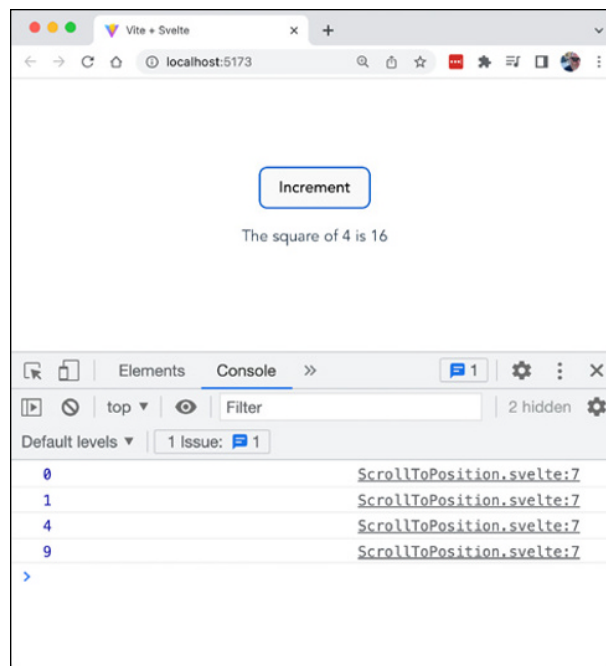 Vite + Svelte
localhost:5173
Increment
The square of 4 is 16
Elements Console 1
top Filter 2 hidden
Default levels 1 Issue: 1
0 ScrollToPosition.svelte:7
1 ScrollToPosition.svelte:7
4 ScrollToPosition.svelte:7
9 ScrollToPosition.svelte:7